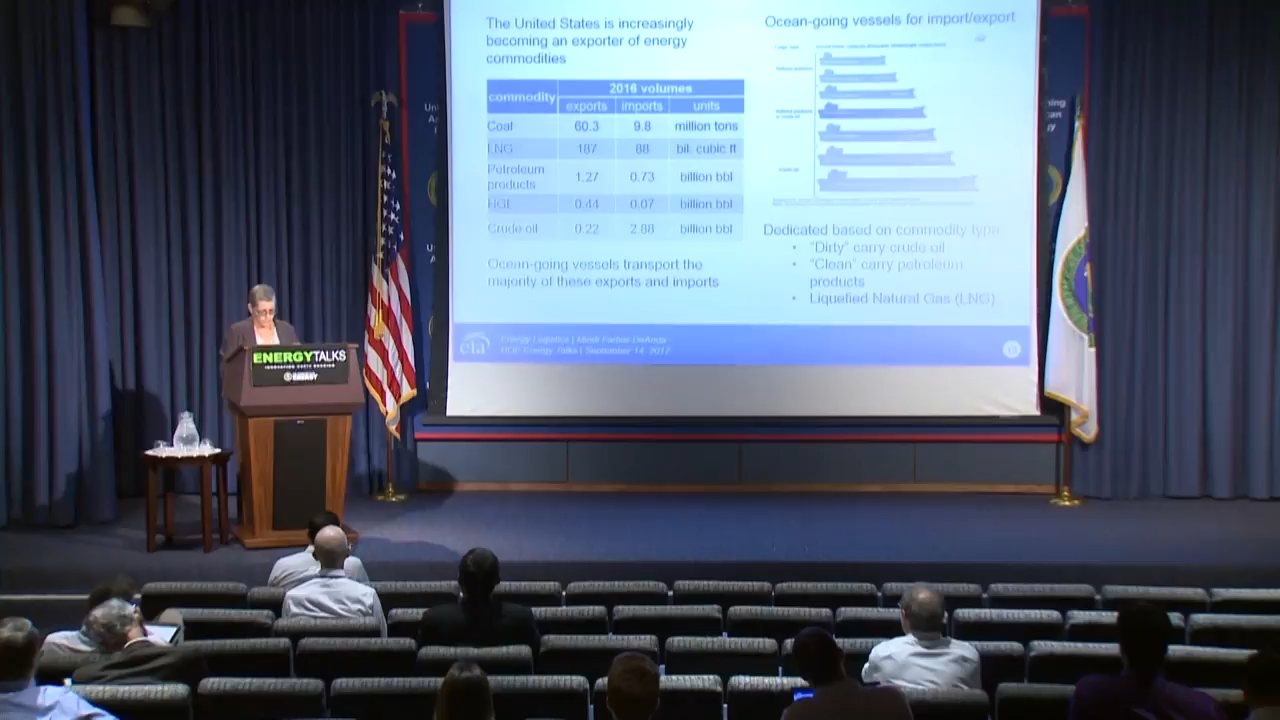 The United States is increasingly
becoming an exporter of energy
commodities
commodity
2016 volumes
exports imports units
Coal 60.3 9.8 million tons
LNG 187 88 bil. cubic ft
Petroleum
products 1.27 0.73 billion bbl
HGL 0.44 0.07 billion bbl
Crude oil 0.22 2.88 billion bbl
Ocean-going vessels transport the
majority of these exports and imports
Ocean-going vessels for import/export
Dedicated based on commodity type:
• "Dirty" carry crude oil
• "Clean" carry petroleum
products
• Liquefied Natural Gas (LNG)
eia
Energy Logistics | Mindi Farber-DeAnda
DOE Energy Talks | September 14, 2017
ENERGYTALKS
ENERGY